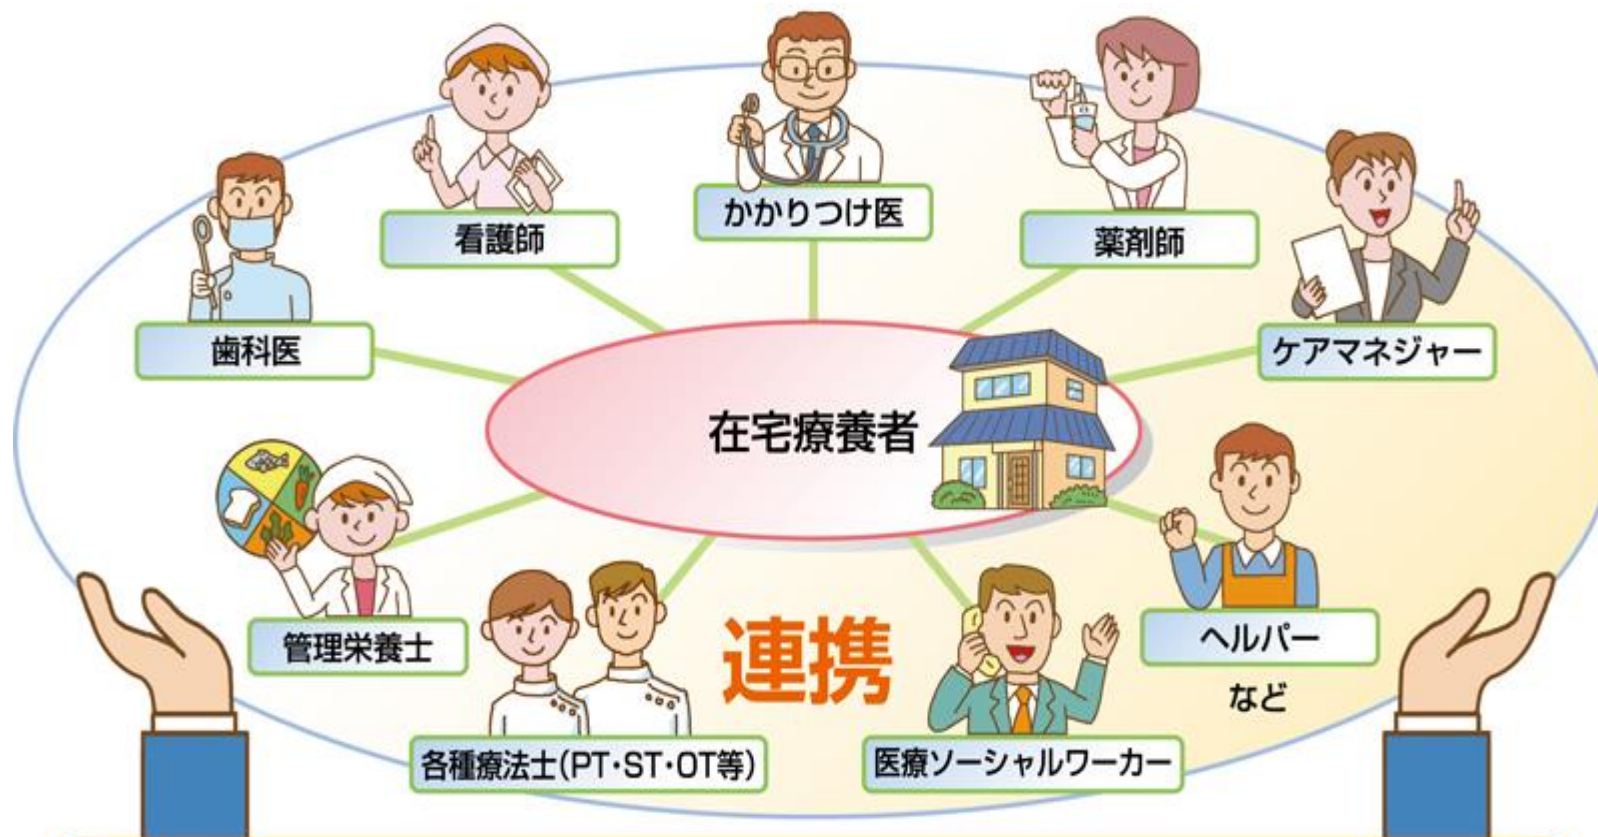 かかりつけ医
看護師
薬剤師
歯科医
ケアマネジャー
在宅療養者
管理栄養士
ヘルパー
など
連携
各種療法士(PT・ST・OT等)
医療ソーシャルワーカー